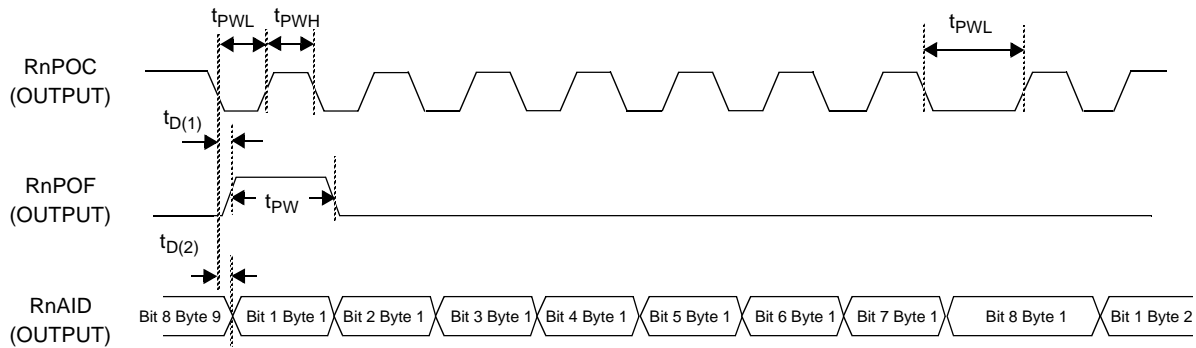 tPWL tPWH tPWL
RnPOC
(OUTPUT)
tD(1)
RnPOF
(OUTPUT)
tPW
tD(2)
RnAID
(OUTPUT)
Bit 8 Byte 9 Bit 1 Byte 1 Bit 2 Byte 1 Bit 3 Byte 1 Bit 4 Byte 1 Bit 5 Byte 1 Bit 6 Byte 1 Bit 7 Byte 1 Bit 8 Byte 1 Bit 1 Byte 2